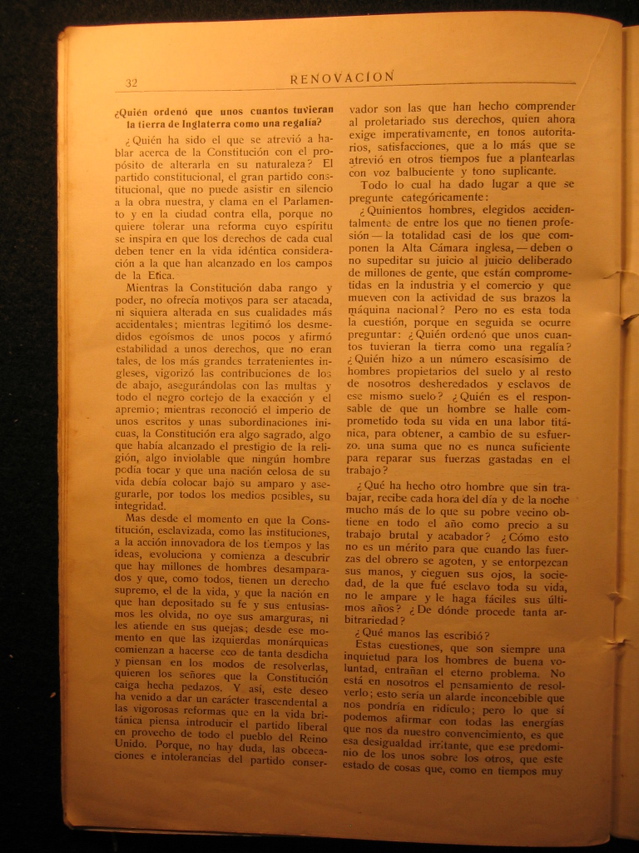 32
RENOVACION
¿Quién ordenó que unos cuantos tuvieran
la tierra de Inglaterra como una regalía?
¿Quién ha sido el que se atrevió a ha-
blar acerca de la Constitución con el pro-
pósito de alterarla en su naturaleza? El
partido constitucional, el gran partido cons-
titucional, que no puede asistir en silencio
a la obra nuestra, y clama en el Parlamen-
to y en la ciudad contra ella, porque no
quiere tolerar una reforma cuyo espíritu
se inspira en que los derechos de cada cual
deben tener en la vida idéntica considera-
ción a la que han alcanzado en los campos
de la Etica.
Mientras la Constitución daba rango y
poder, no ofrecía motivos para ser atacada,
ni siquiera alterada en sus cualidades más
accidentales; mientras legitimó los desme-
didos egoísmos de unos pocos y afirmó
estabilidad a unos derechos, que no eran
tales, de los más grandes terratenientes in-
gleses, vigorizó las contribuciones de los
de abajo, asegurándolas con las multas y
todo el negro cortejo de la exacción y el
apremio; mientras reconoció el imperio de
unos escritos y unas subordinaciones ini-
cuas, la Constitución era algo sagrado, algo
que había alcanzado el prestigio de la reli-
gión, algo inviolable que ningún hombre
podía tocar y que una nación celosa de su
vida debía colocar bajo su amparo y ase-
gurarle, por todos los medios posibles, su
integridad.
Mas desde el momento en que la Cons-
titución, esclavizada, como las instituciones,
a la acción innovadora de los tiempos y las
ideas, evoluciona y comienza a descubrir
que hay millones de hombres desampara-
dos y que, como todos, tienen un derecho
supremo, el de la vida, y que la nación en
que han depositado su fe y sus entusias-
mos les olvida, no oye sus amarguras, ni
les atiende en sus quejas; desde ese mo-
mento en que las izquierdas monárquicas
comienzan a hacerse eco de tanta desdicha
y piensan en los modos de resolverlas,
quieren los señores que la Constitución
caiga hecha pedazos. Y así, este deseo
ha venido a dar un carácter trascendental a
las vigorosas reformas que en la vida bri-
tánica piensa introducir el partido liberal
en provecho de todo el pueblo del Reino
Unido. Porque, no hay duda, las obceca-
ciones e intolerancias del partido conser-
vador son las que han hecho comprender
al proletariado sus derechos, quien ahora
exige imperativamente, en tonos autorita-
rios, satisfacciones, que a lo más que se
atrevió en otros tiempos fue a plantearlas
con voz balbuciente y tono suplicante.
Todo lo cual ha dado lugar a que se
pregunte categóricamente:
¿Quinientos hombres, elegidos acciden-
talmente de entre los que no tienen profe-
sión — la totalidad casi de los que com-
ponen la Alta Cámara inglesa, — deben o
no supeditar su juicio al juicio deliberado
de millones de gente, que están comprome-
tidas en la industria y el comercio y que
mueven con la actividad de sus brazos la
máquina nacional? Pero no es esta toda
la cuestión, porque en seguida se ocurre
preguntar: ¿Quién ordenó que unos cuan-
tos tuvieran la tierra como una regalía?
¿Quién hizo a un número escasísimo de
hombres propietarios del suelo y al resto
de nosotros desheredados y esclavos de
ese mismo suelo? ¿Quién es el respon-
sable de que un hombre se halle com-
prometido toda su vida en una labor titá-
nica, para obtener, a cambio de su esfuer-
zo. una suma que no es nunca suficiente
para reparar sus fuerzas gastadas en el
trabajo?
¿Qué ha hecho otro hombre que sin tra-
bajar, recibe cada hora del día y de la noche
mucho más de lo que su pobre vecino ob-
tiene en todo el año como precio a su
trabajo brutal y acabador? ¿Cómo esto
no es un mérito para que cuando las fuer-
zas del obrero se agoten, y se entorpezcan
sus manos, y cieguen sus ojos, la socie-
dad, de la que fué esclavo toda su vida,
no le ampare y le haga fáciles sus últi-
mos años? ¿De dónde procede tanta ar-
bitrariedad?
¿Qué manos las escribió?
Estas cuestiones, que son siempre una
inquietud para los hombres de buena vo-
luntad, entrañan el eterno problema. No
está en nosotros el pensamiento de resol-
verlo; esto sería un alarde inconcebible que
nos pondría en ridículo; pero lo que sí
podemos afirmar con todas las energías
que nos da nuestro convencimiento, es que
esa desigualdad irritante, que ese predomi-
nio de los unos sobre los otros, que este
estado de cosas que, como en tiempos muy